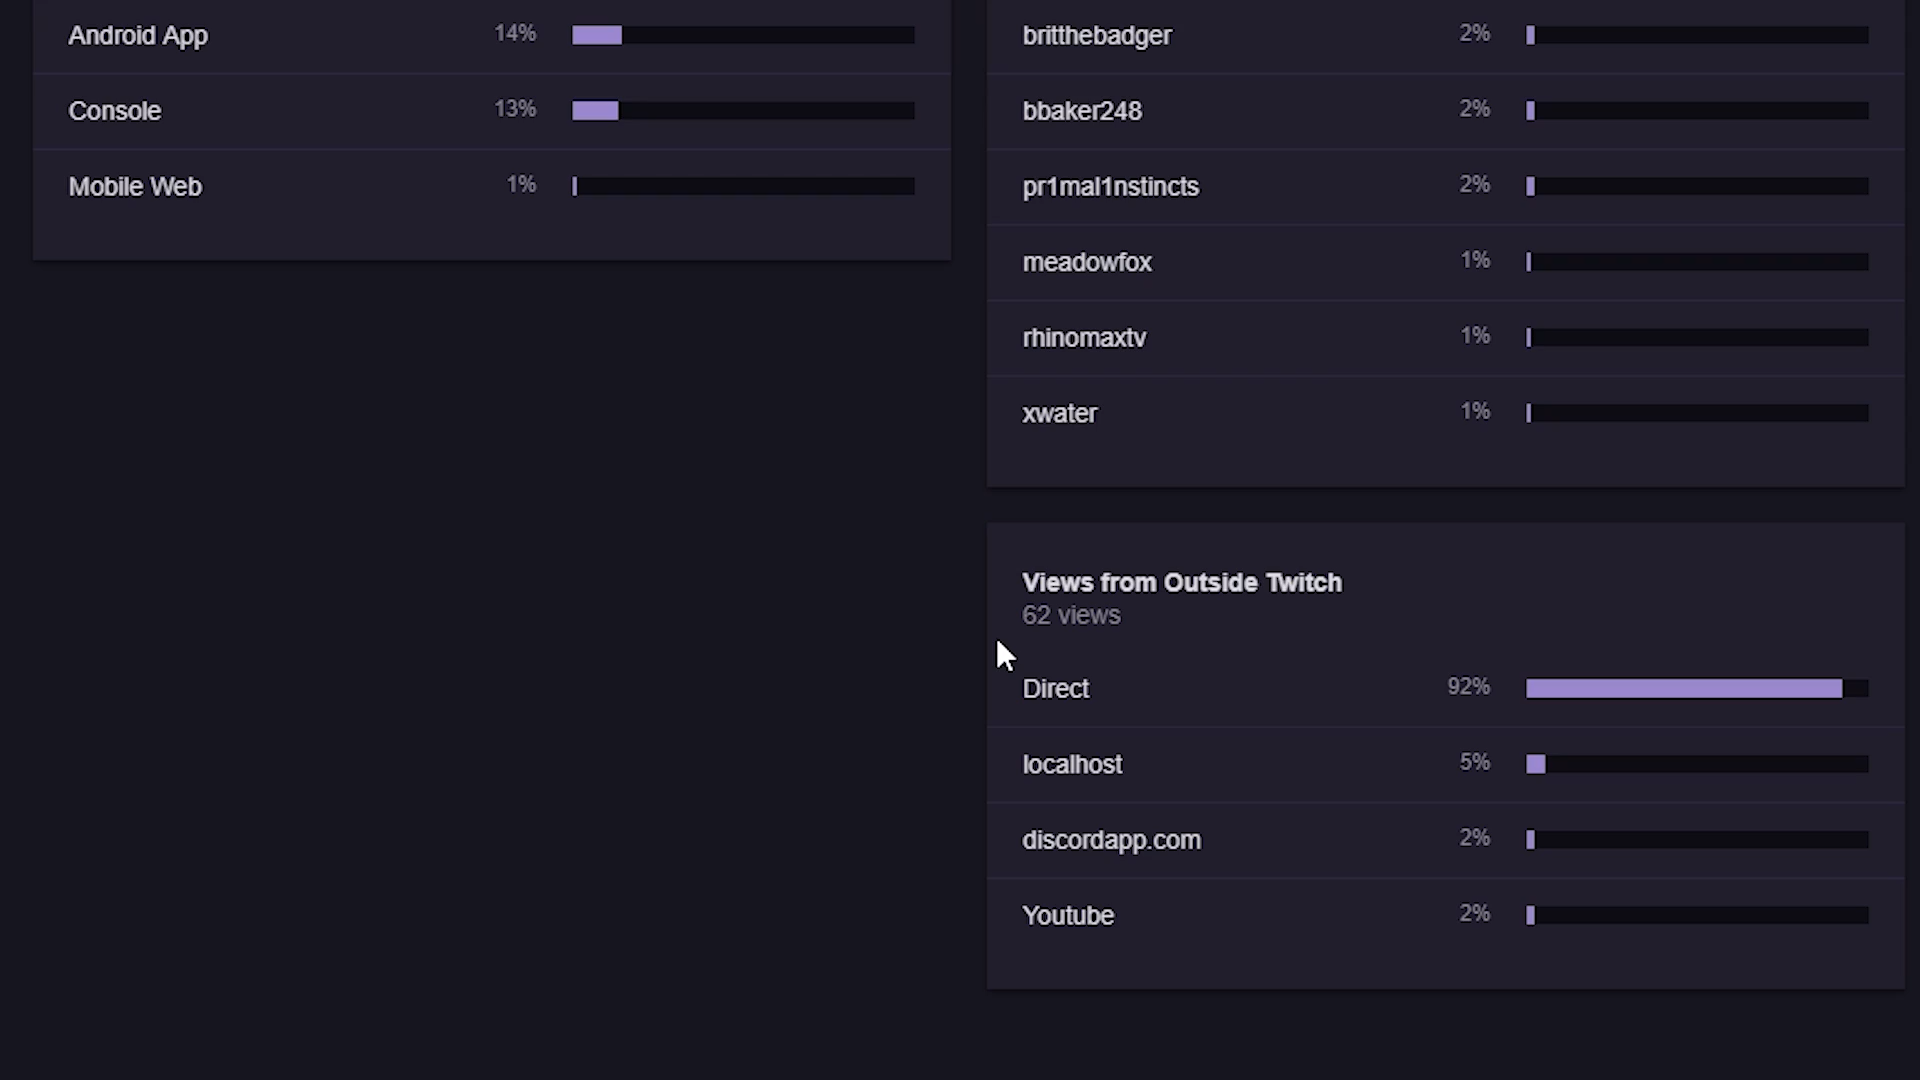 Android App 14%
Console 13%
Mobile Web 1%
britthebadger 2%
bbaker248 2%
pr1mal1nstincts 2%
meadowfox 1%
rhinomaxtv 1%
xwater 1%
Views from Outside Twitch
62 views
Direct 92%
localhost 5%
discordapp.com 2%
Youtube 2%